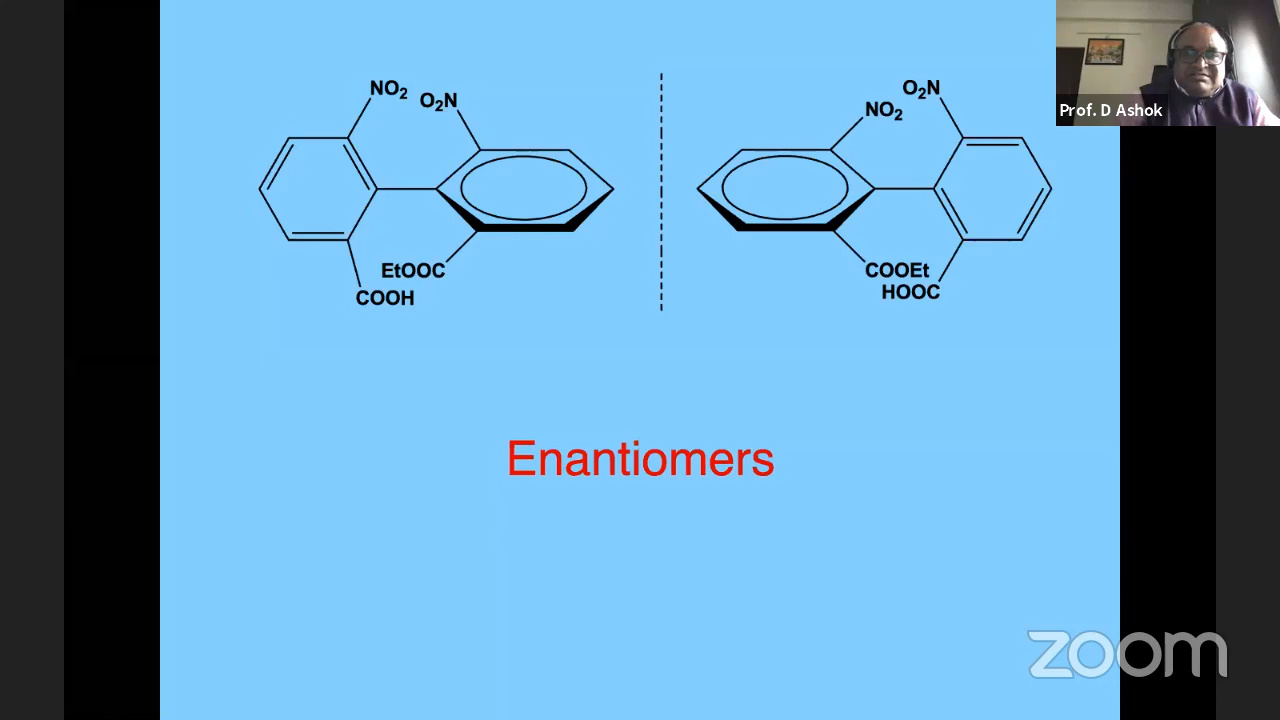 NO₂
O₂N
EtOOC
COOH
NO₂
O₂N
COOEt
HOOC
Enantiomers
Prof. D Ashok
zoom